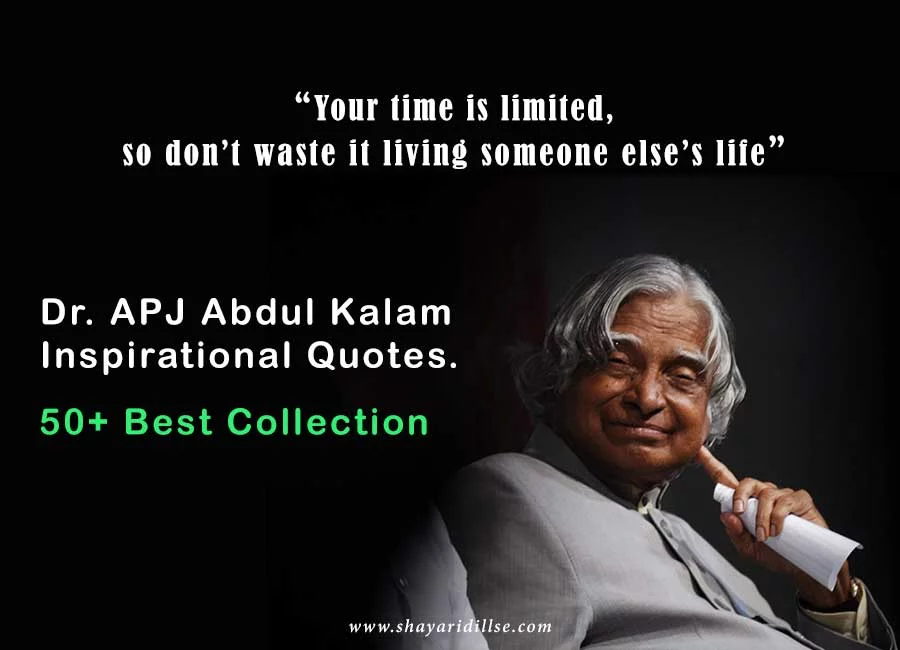 “Your time is limited,
so don’t waste it living someone else’s life”
Dr. APJ Abdul Kalam
Inspirational Quotes.
50+ Best Collection
www.shayaridillse.com